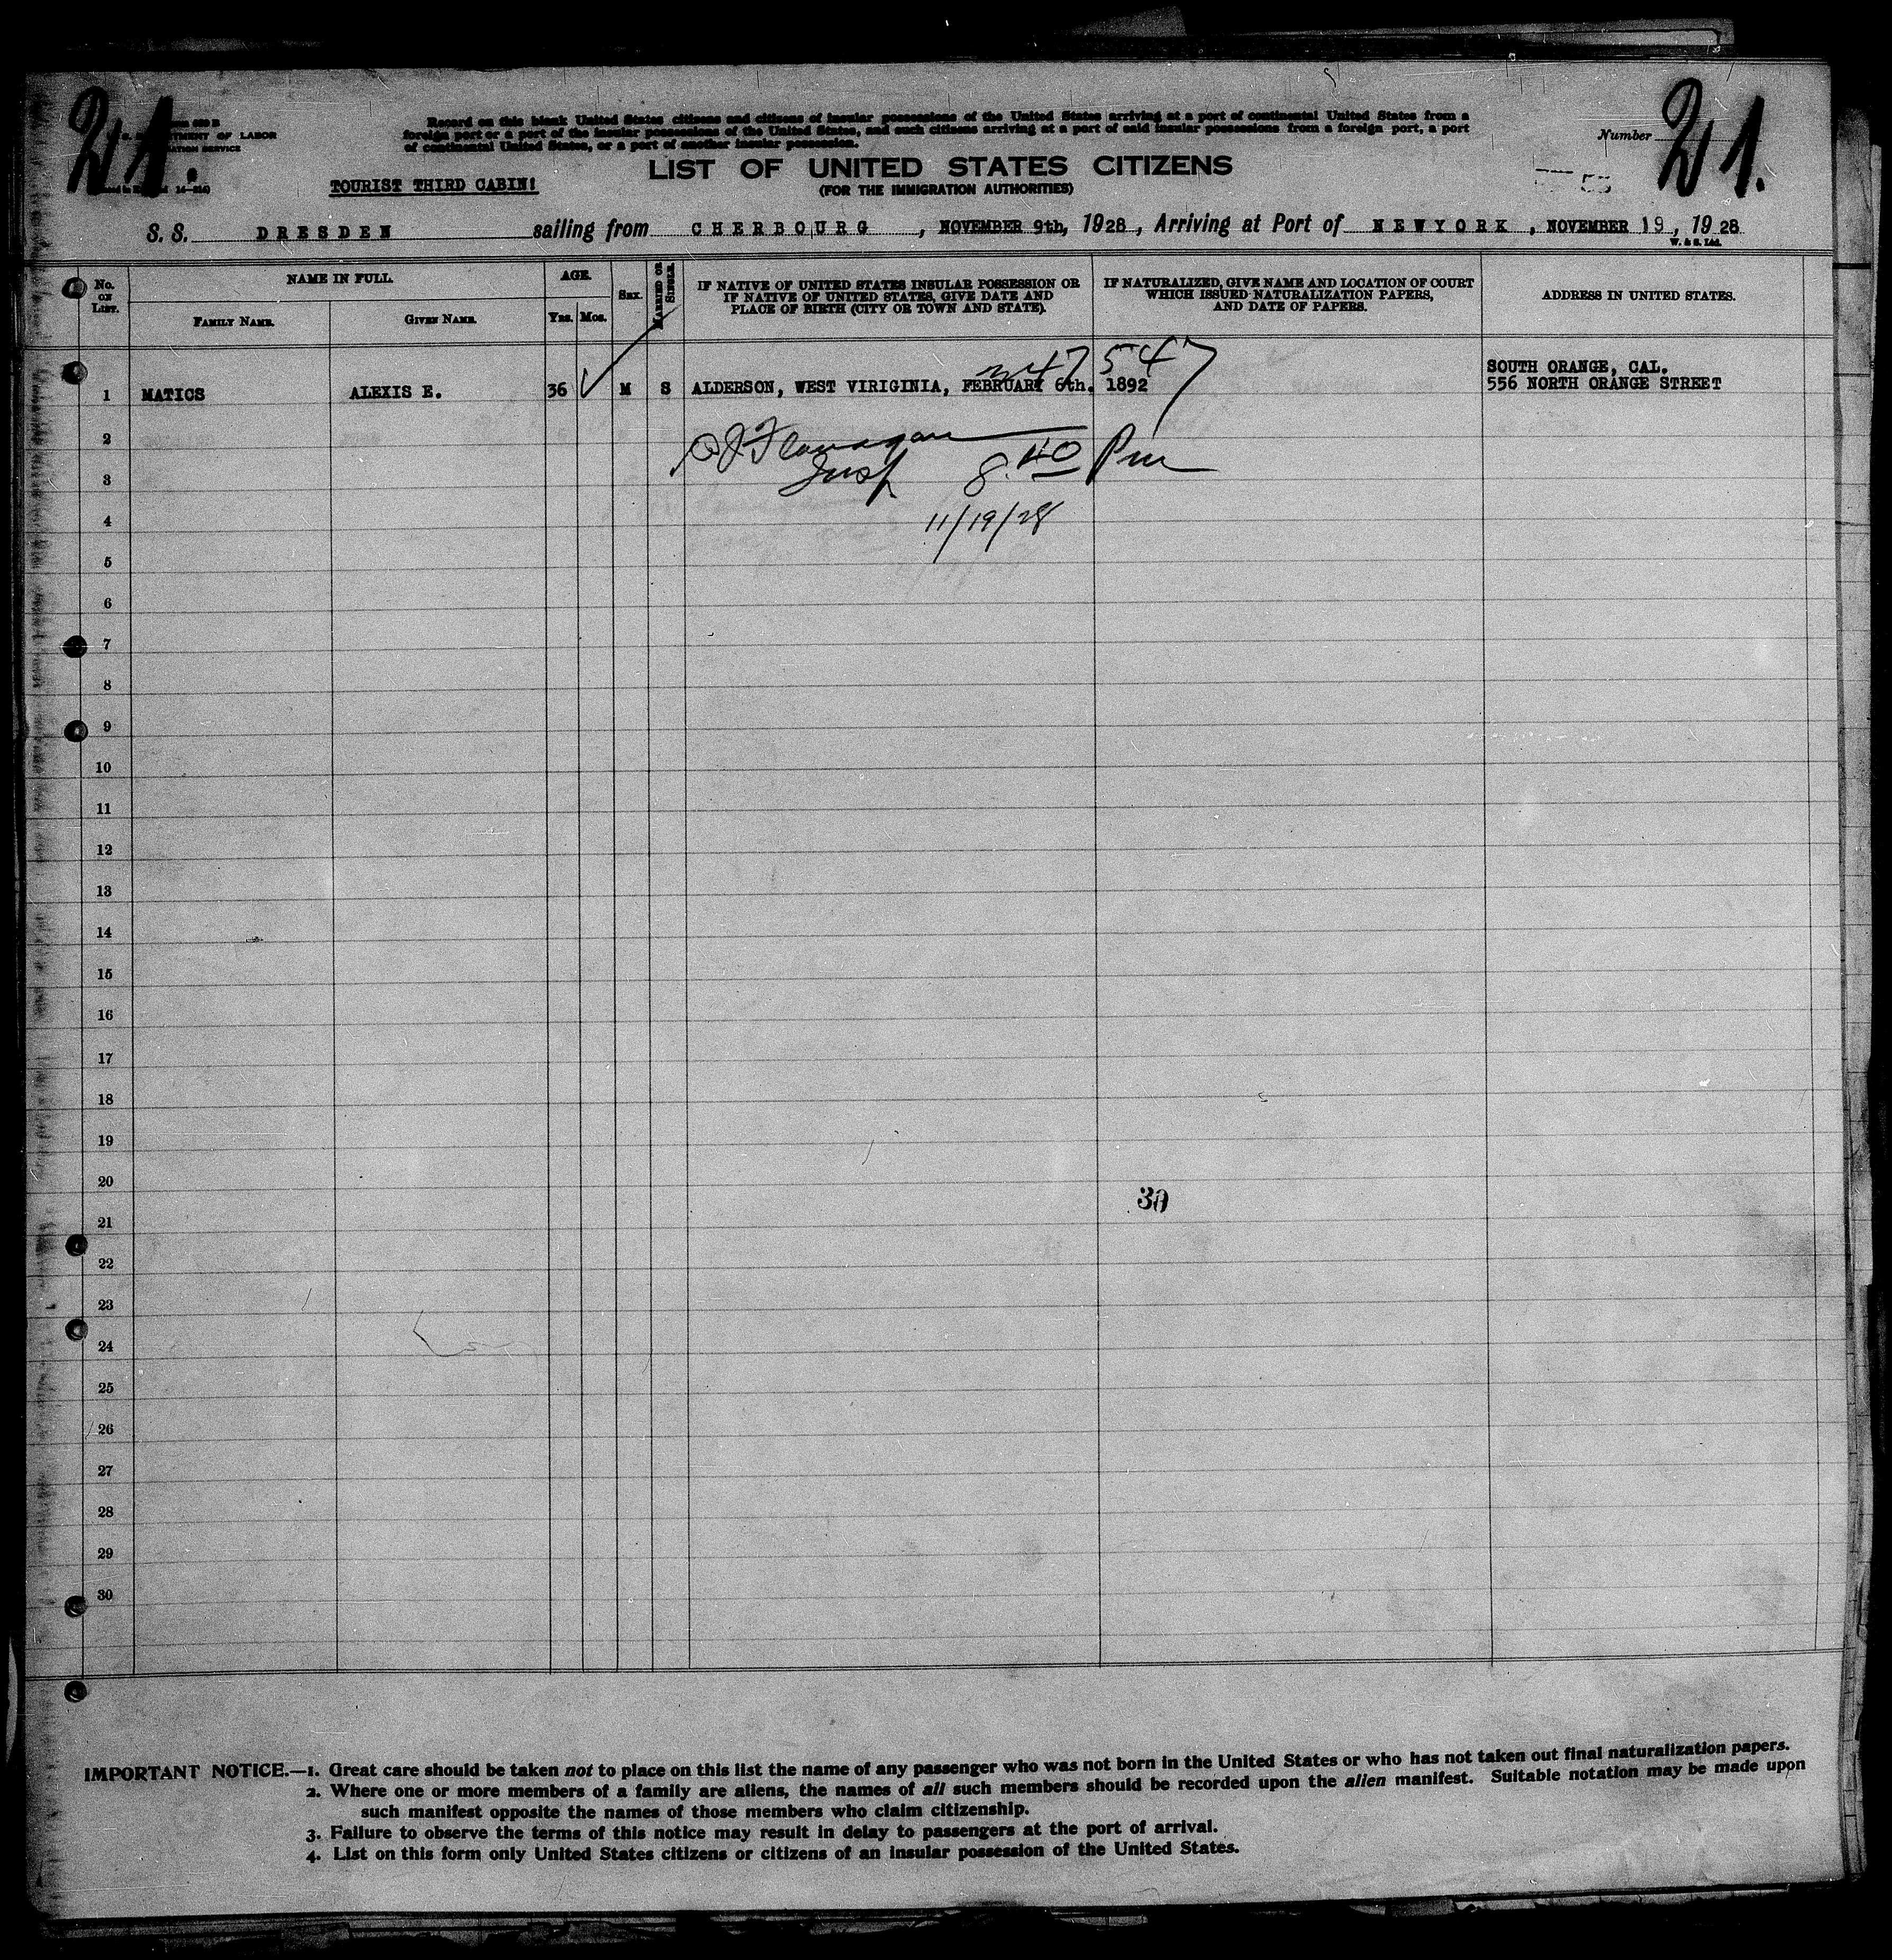 21.
DEPARTMENT OF LABOR
Record on this blank United States citizens and citizens of insular possessions of the United States arriving at a port of continental United States from a
foreign port or a port of the insular possessions of the United States, and such citizens arriving at a port of said insular possessions from a foreign port, a port
of continental United States, or a port of another insular possession.
Number 21.
LIST OF UNITED STATES CITIZENS
(FOR THE IMMIGRATION AUTHORITIES)
TOURIST THIRD CABIN!
S. S. DRESDEN sailing from CHERBOURG, NOVEMBER 9th, 1928, Arriving at Port of NEWYORK, NOVEMBER 19, 1928
W. & S. Ltd.
No. ON LIST.
NAME IN FULL.
FAMILY NAME.
GIVEN NAME.
AGE.
YRS. MOS.
SEX.
MARRIED OR SINGLE.
IF NATIVE OF UNITED STATES INSULAR POSSESSION OR
IF NATIVE OF UNITED STATES, GIVE DATE AND
PLACE OF BIRTH (CITY OR TOWN AND STATE).
IF NATURALIZED, GIVE NAME AND LOCATION OF COURT
WHICH ISSUED NATURALIZATION PAPERS,
AND DATE OF PAPERS.
ADDRESS IN UNITED STATES.
547
SOUTH ORANGE, CAL.
1 MATICS ALEXIS E. 36 M S ALDERSON, WEST VIRIGINIA, FEBRUARY 6th. 1892 556 NORTH ORANGE STREET
2 Flanagan
3 Insp 8.40 Pm
4 11/19/28
5
6
7
8
9
10
11
12
13
14
15
16
17
18
19
20
30
21
22
23
24
25
26
27
28
29
30
IMPORTANT NOTICE.—1. Great care should be taken not to place on this list the name of any passenger who was not born in the United States or who has not taken out final naturalization papers.
2. Where one or more members of a family are aliens, the names of all such members should be recorded upon the alien manifest. Suitable notation may be made upon
such manifest opposite the names of those members who claim citizenship.
3. Failure to observe the terms of this notice may result in delay to passengers at the port of arrival.
4. List on this form only United States citizens or citizens of an insular possession of the United States.